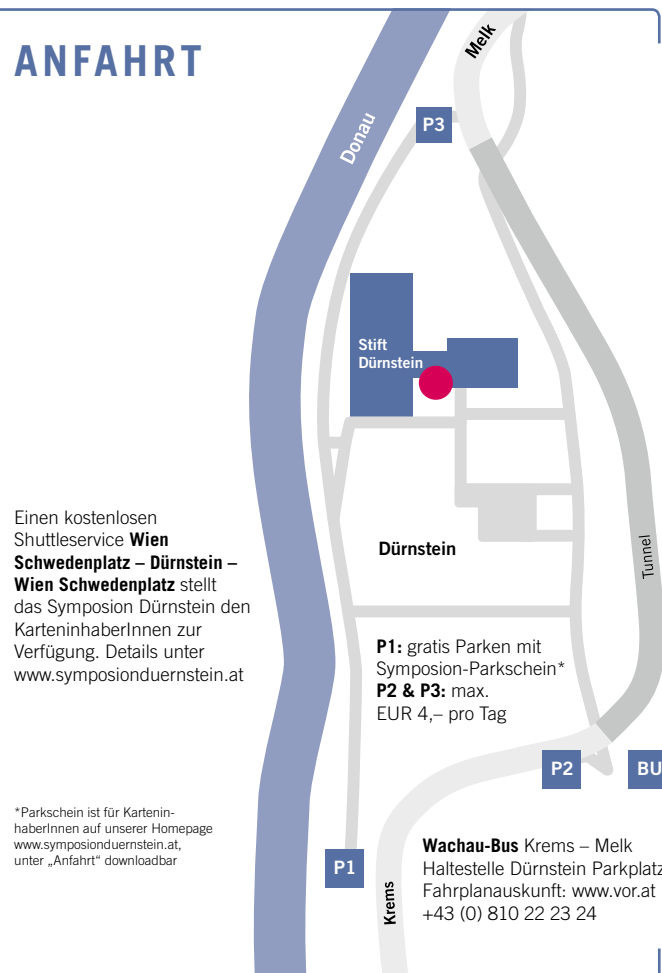 ANFAHRT
Melk
Donau
P3
Stift
Dürnstein
Einen kostenlosen
Shuttleservice Wien
Schwedenplatz – Dürnstein –
Wien Schwedenplatz stellt
das Symposion Dürnstein den
KarteninhaberInnen zur
Verfügung. Details unter
www.symposionduernstein.at
Dürnstein
Tunnel
P1: gratis Parken mit
Symposion-Parkschein*
P2 & P3: max.
EUR 4,– pro Tag
P2
BU
*Parkschein ist für Kartenin-
haberInnen auf unserer Homepage
www.symposionduernstein.at,
unter „Anfahrt“ downloadbar
P1
Krems
Wachau-Bus Krems – Melk
Haltestelle Dürnstein Parkplatz
Fahrplanauskunft: www.vor.at
+43 (0) 810 22 23 24